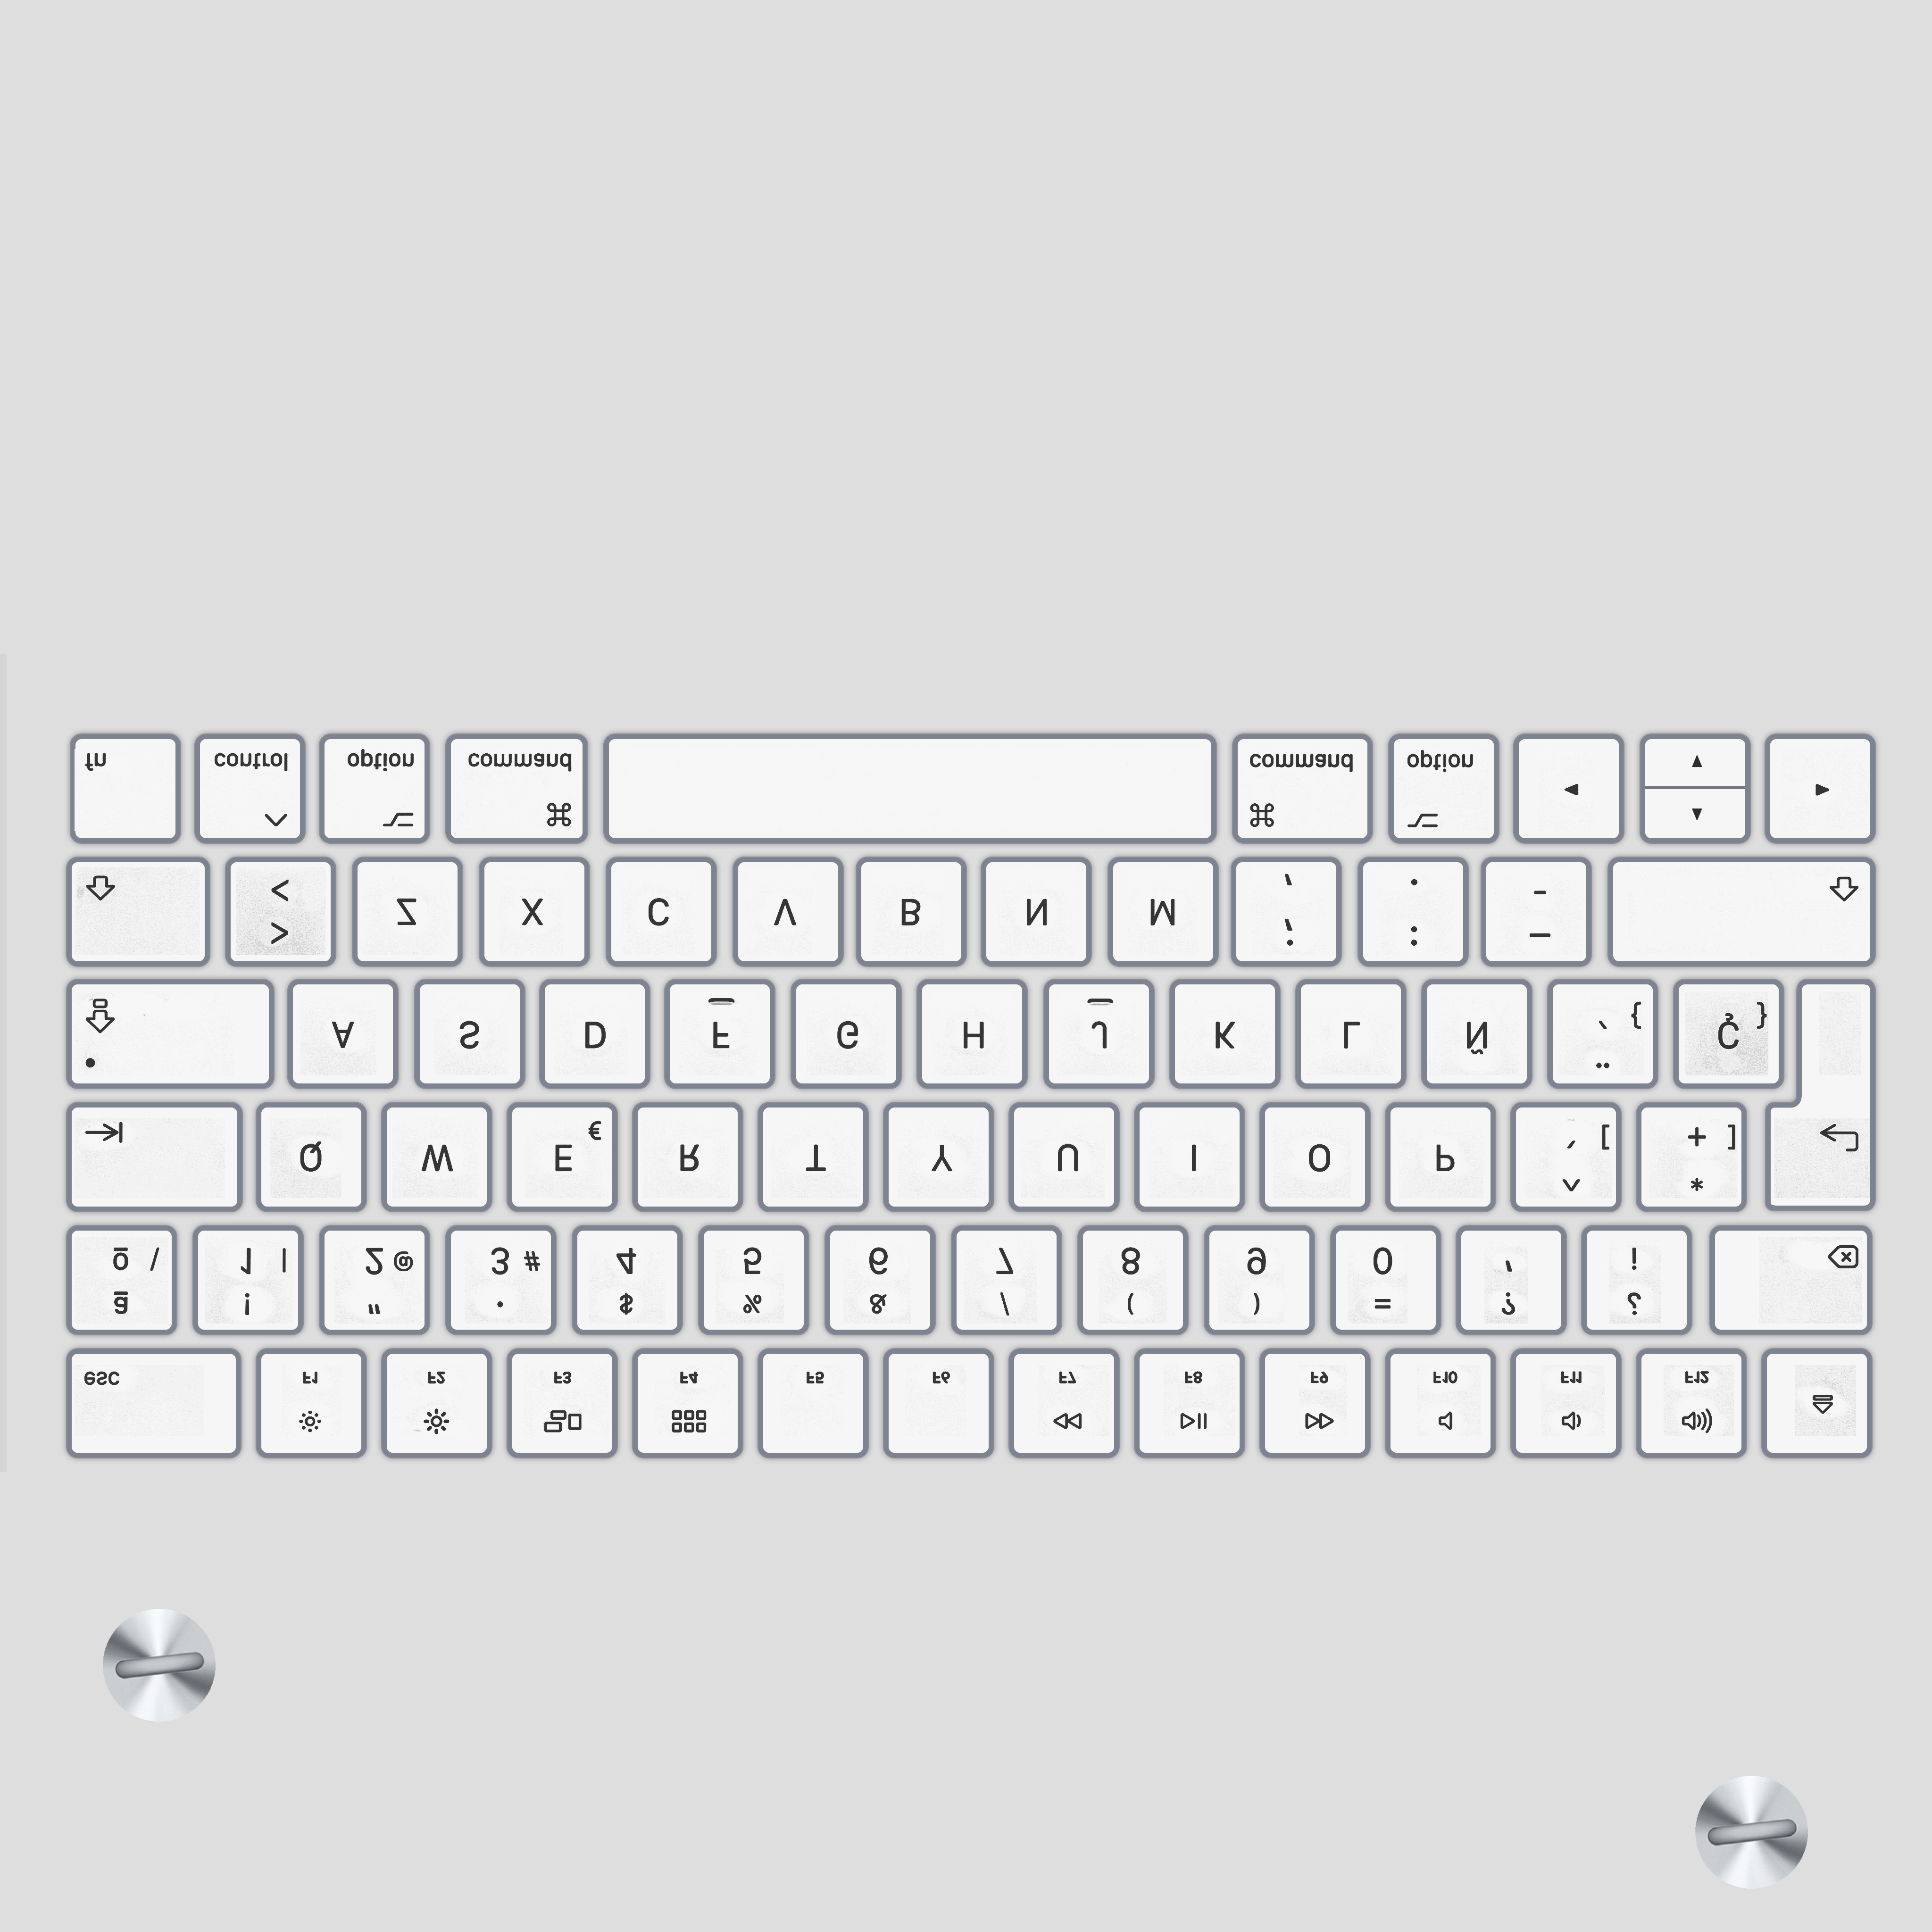 fn control option command command option
⌘ ⌘
< Z X C V B N M , . -
> ; : _
A S D F G H J K L Ñ ´ { Ç }
¨
Q W E € R T Y U I O P ` [ + ]
^ *
º \ 1 | 2 @ 3 # 4 5 6 7 8 9 0 ' ¡
ª ! " · $ % & / ( ) = ? ¿
esc F1 F2 F3 F4 F5 F6 F7 F8 F9 F10 F11 F12